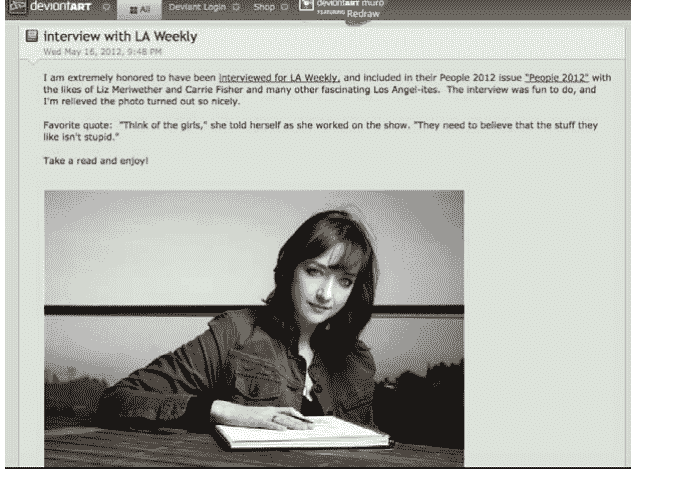 deviantART All Deviant Login Shop deviantART muro
FEATURING Redraw
interview with LA Weekly
Wed May 16, 2012, 9:48 PM
I am extremely honored to have been interviewed for LA Weekly, and included in their People 2012 issue "People 2012" with
the likes of Liz Meriwether and Carrie Fisher and many other fascinating Los Angel-ites. The interview was fun to do, and
I'm relieved the photo turned out so nicely.
Favorite quote: "Think of the girls," she told herself as she worked on the show. "They need to believe that the stuff they
like isn't stupid."
Take a read and enjoy!